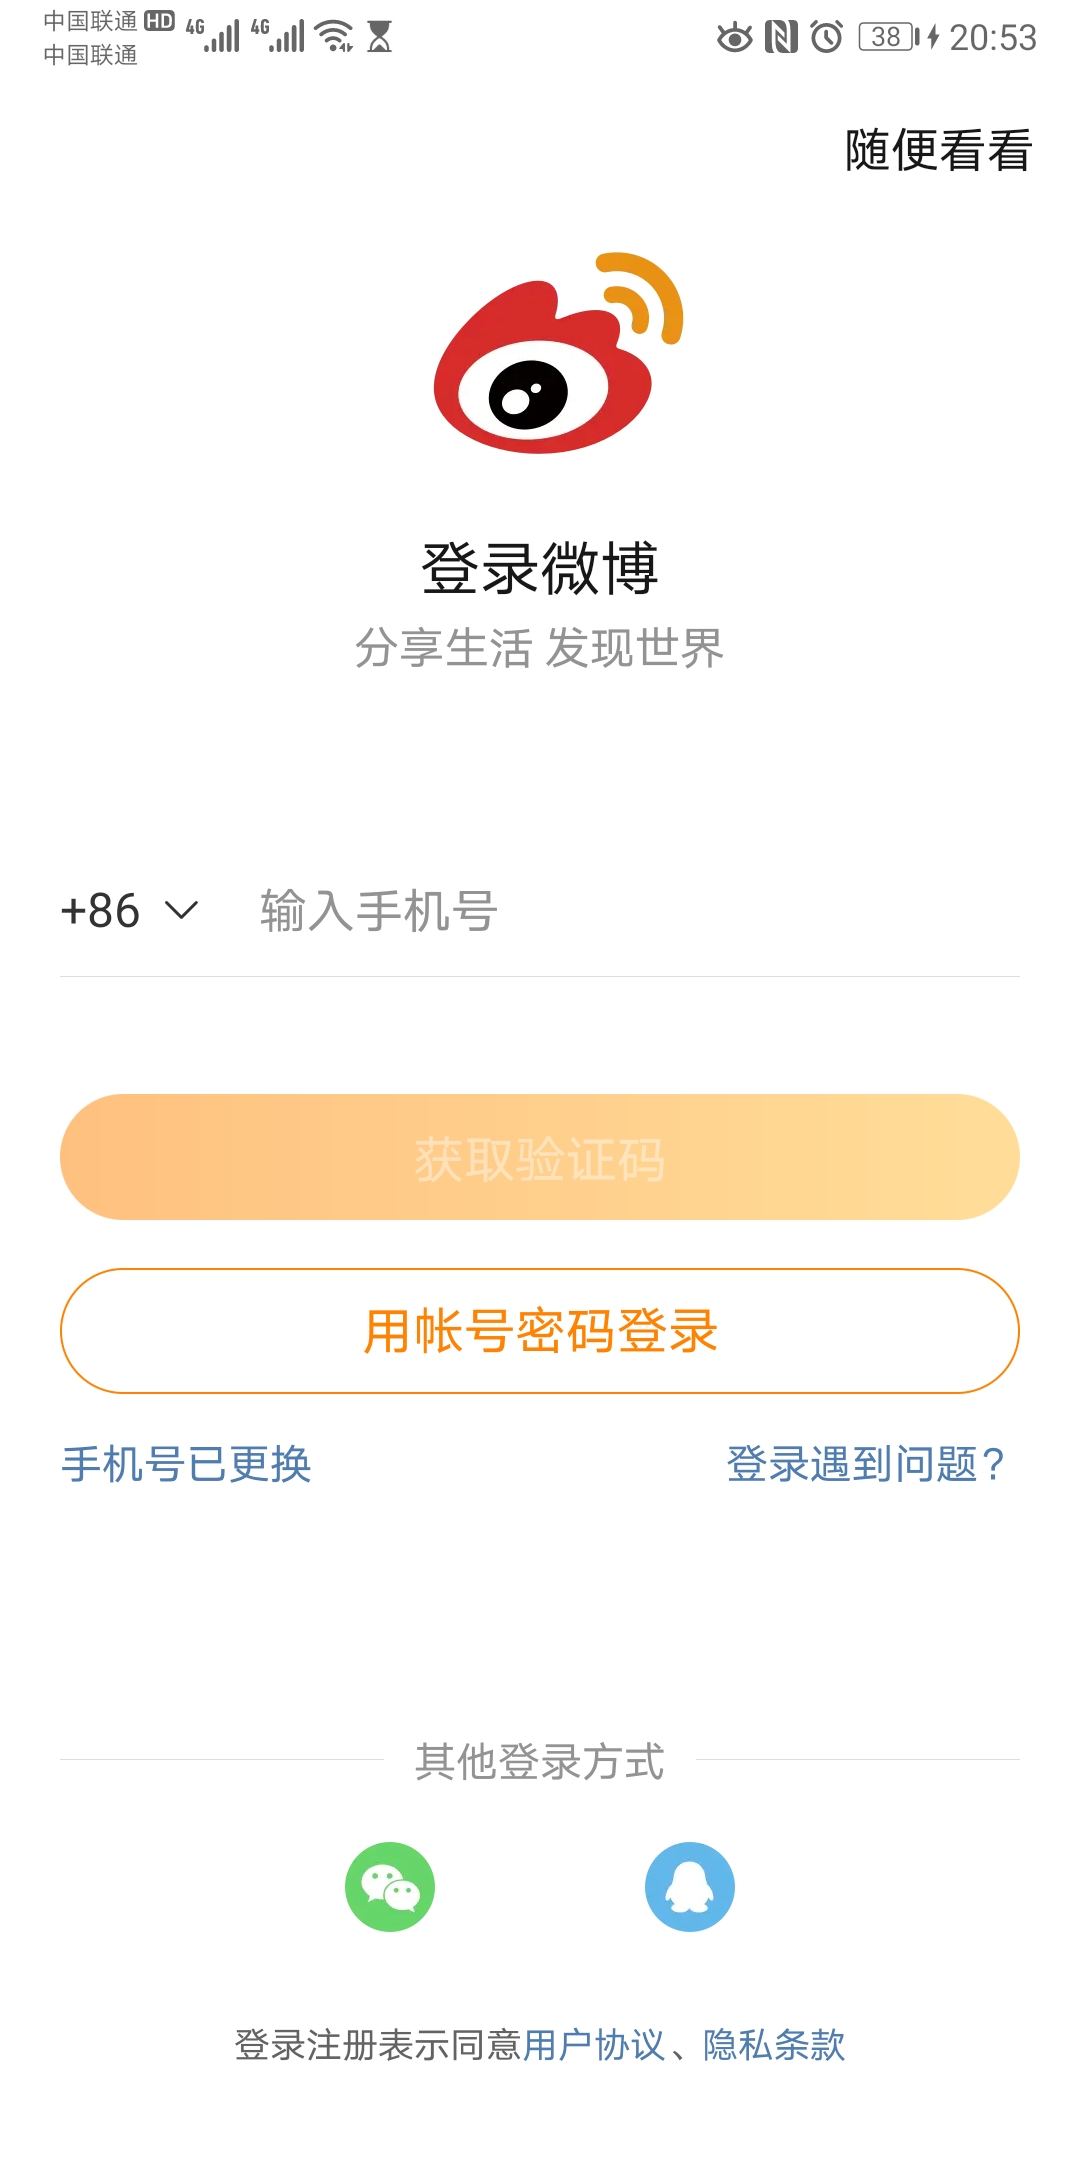 中国联通 HD 4G 4G 38 20:53
中国联通
随便看看
登录微博
分享生活 发现世界
+86 输入手机号
获取验证码
用帐号密码登录
手机号已更换 登录遇到问题?
其他登录方式
登录注册表示同意用户协议、隐私条款